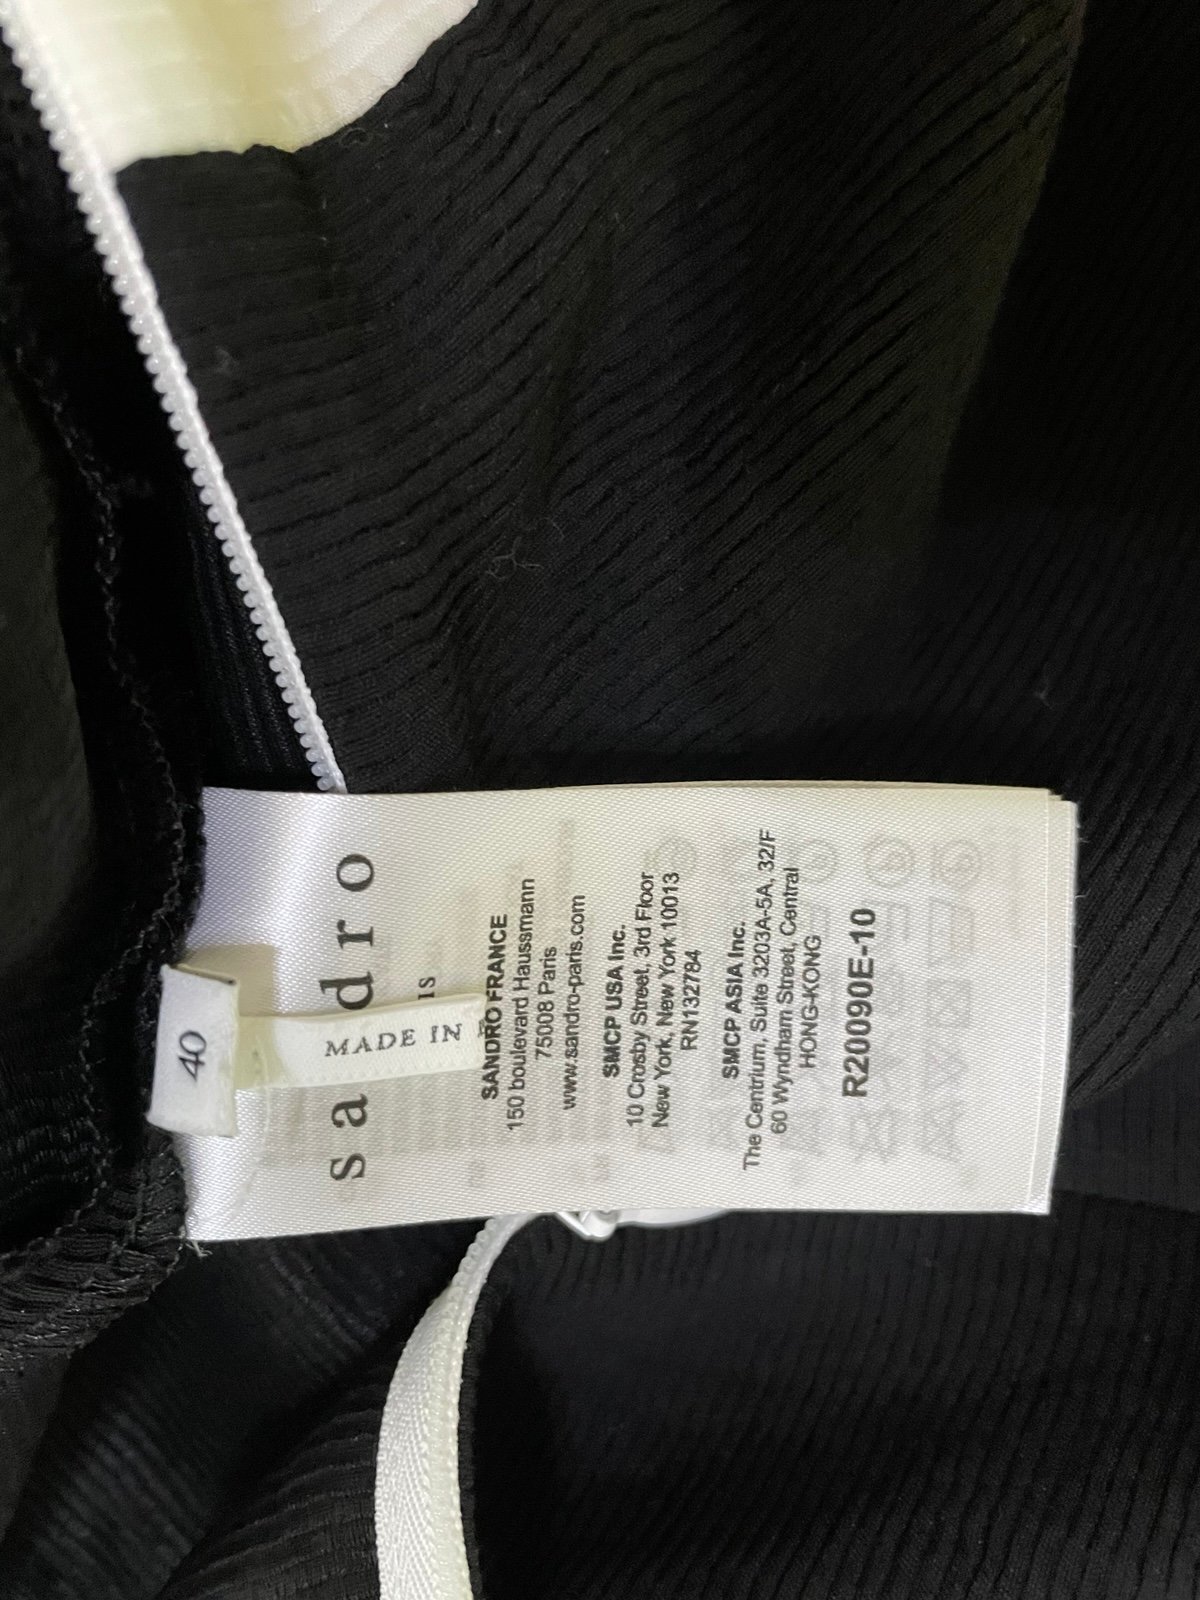 40
MADE IN
sandro
IS
SANDRO FRANCE
150 boulevard Haussmann
75008 Paris
www.sandro-paris.com
SMCP USA Inc.
10 Crosby Street, 3rd Floor
New York, New York 10013
RN132784
SMCP ASIA Inc.
The Centrium, Suite 3203A-5A, 32/F
60 Wyndham Street, Central
HONG-KONG
R20090E-10